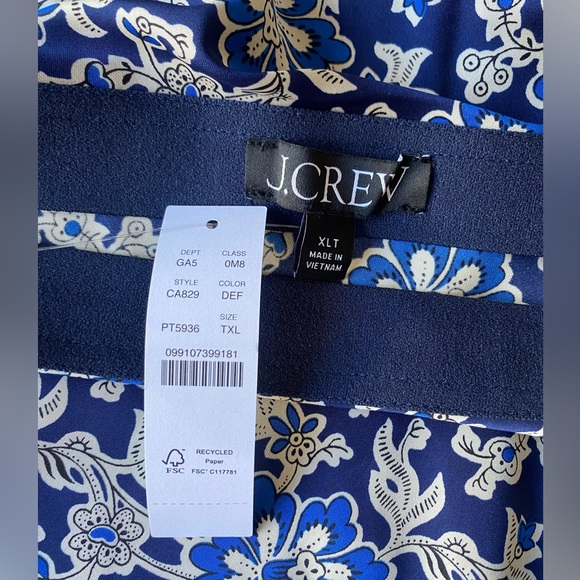 J.CREW
XLT
MADE IN
VIETNAM
DEPT CLASS
GA5 0M8
STYLE COLOR
CA829 DEF
SIZE
PT5936 TXL
099107399181
RECYCLED
Paper
FSC FSC® C117781